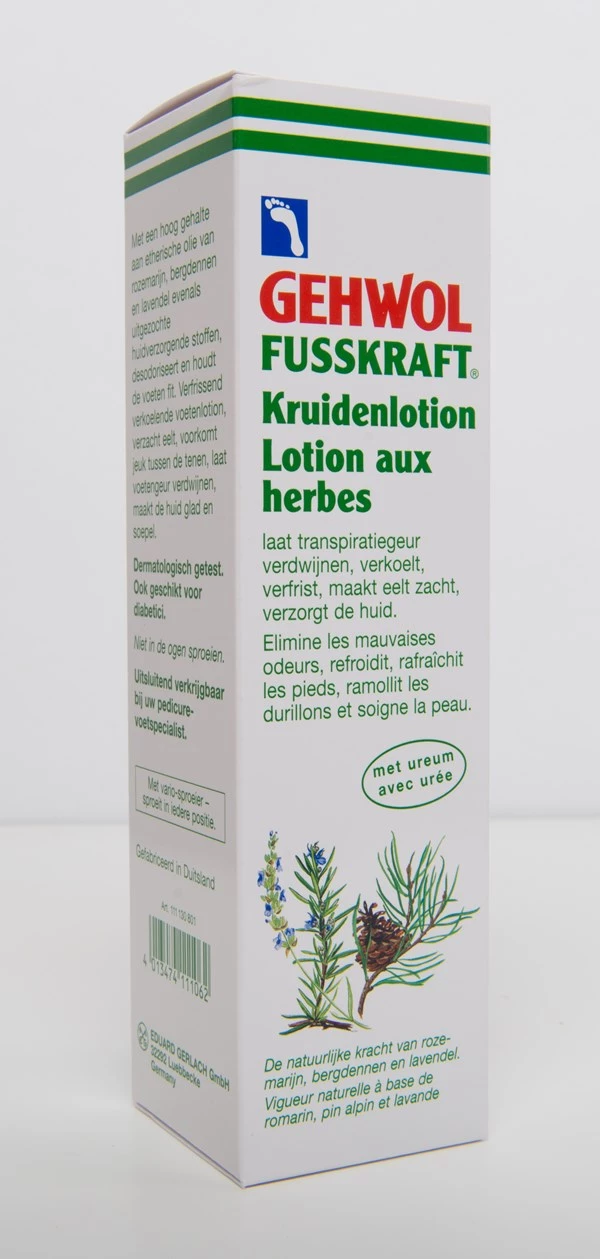 GEHWOL
FUSSKRAFT®
Kruidenlotion
Lotion aux
herbes
laat transpiratiegeur
verdwijnen, verkoelt,
verfrist, maakt eelt zacht,
verzorgt de huid.
Elimine les mauvaises
odeurs, refroidit, rafraîchit
les pieds, ramollit les
durillons et soigne la peau.
met ureum
avec urée
De natuurlijke kracht van roze-
marijn, bergdennen en lavendel.
Vigueur naturelle à base de
romarin, pin alpin et lavande
Met een hoog gehalte
aan etherische olie van
rozemarijn, bergdennen
en lavendel evenals
uitgezochte
huidverzorgende stoffen,
desodoriseert en houdt
de voeten fit. Verfrissend
verkoelende voetenlotion,
verzacht eelt, voorkomt
jeuk tussen de tenen, laat
voetengeur verdwijnen,
maakt de huid glad en
soepel.
Dermatologisch getest.
Ook geschikt voor
diabetici.
Niet in de ogen sproeien.
Uitsluitend verkrijgbaar
bij uw pedicure-
voetspecialist.
Met vario-sproeier –
sproeit in iedere positie.
Gefabriceerd in Duitsland
Art. 111 100 801
4 013474 111062
EDUARD GERLACH GmbH
32292 Luebbecke
Germany